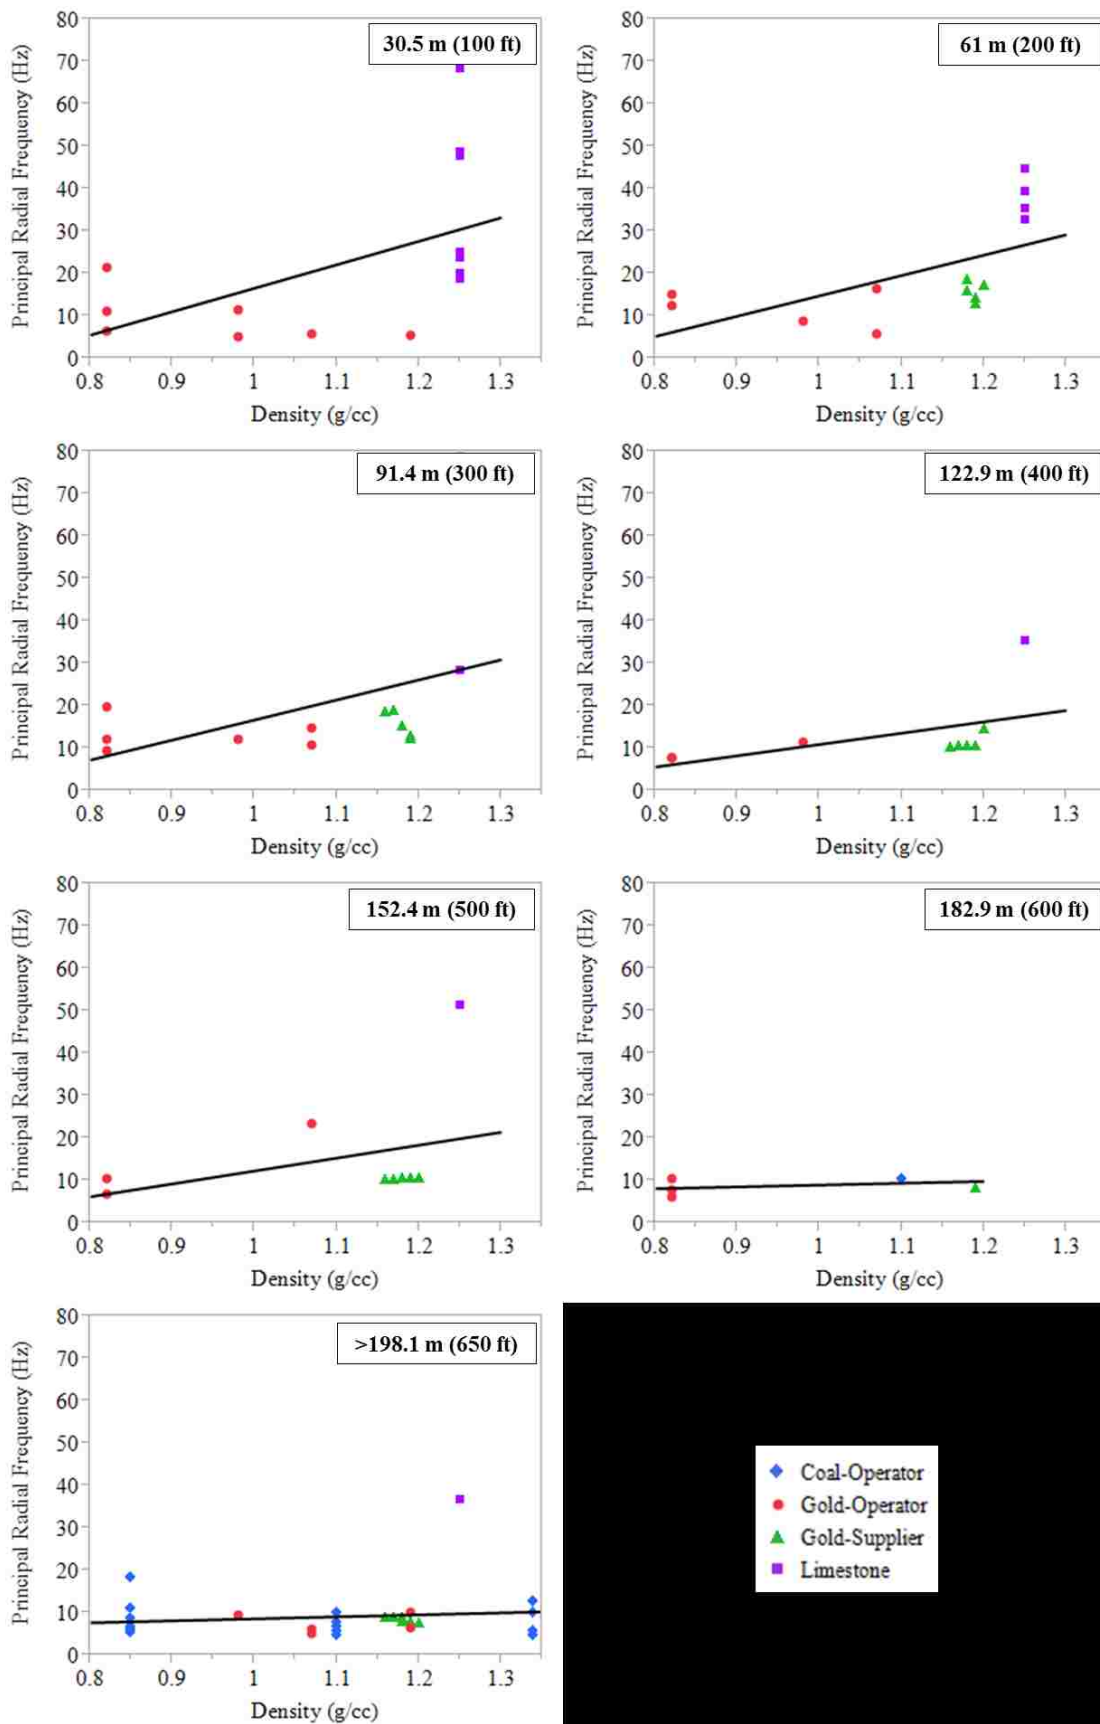 30.5 m (100 ft)
Principal Radial Frequency (Hz)
80
70
60
50
40
30
20
10
0
0.8 0.9 1 1.1 1.2 1.3
Density (g/cc)
61 m (200 ft)
Principal Radial Frequency (Hz)
80
70
60
50
40
30
20
10
0
0.8 0.9 1 1.1 1.2 1.3
Density (g/cc)
91.4 m (300 ft)
Principal Radial Frequency (Hz)
80
70
60
50
40
30
20
10
0
0.8 0.9 1 1.1 1.2 1.3
Density (g/cc)
122.9 m (400 ft)
Principal Radial Frequency (Hz)
80
70
60
50
40
30
20
10
0
0.8 0.9 1 1.1 1.2 1.3
Density (g/cc)
152.4 m (500 ft)
Principal Radial Frequency (Hz)
80
70
60
50
40
30
20
10
0
0.8 0.9 1 1.1 1.2 1.3
Density (g/cc)
182.9 m (600 ft)
Principal Radial Frequency (Hz)
80
70
60
50
40
30
20
10
0
0.8 0.9 1 1.1 1.2 1.3
Density (g/cc)
>198.1 m (650 ft)
Principal Radial Frequency (Hz)
80
70
60
50
40
30
20
10
0
0.8 0.9 1 1.1 1.2 1.3
Density (g/cc)
Coal-Operator
Gold-Operator
Gold-Supplier
Limestone